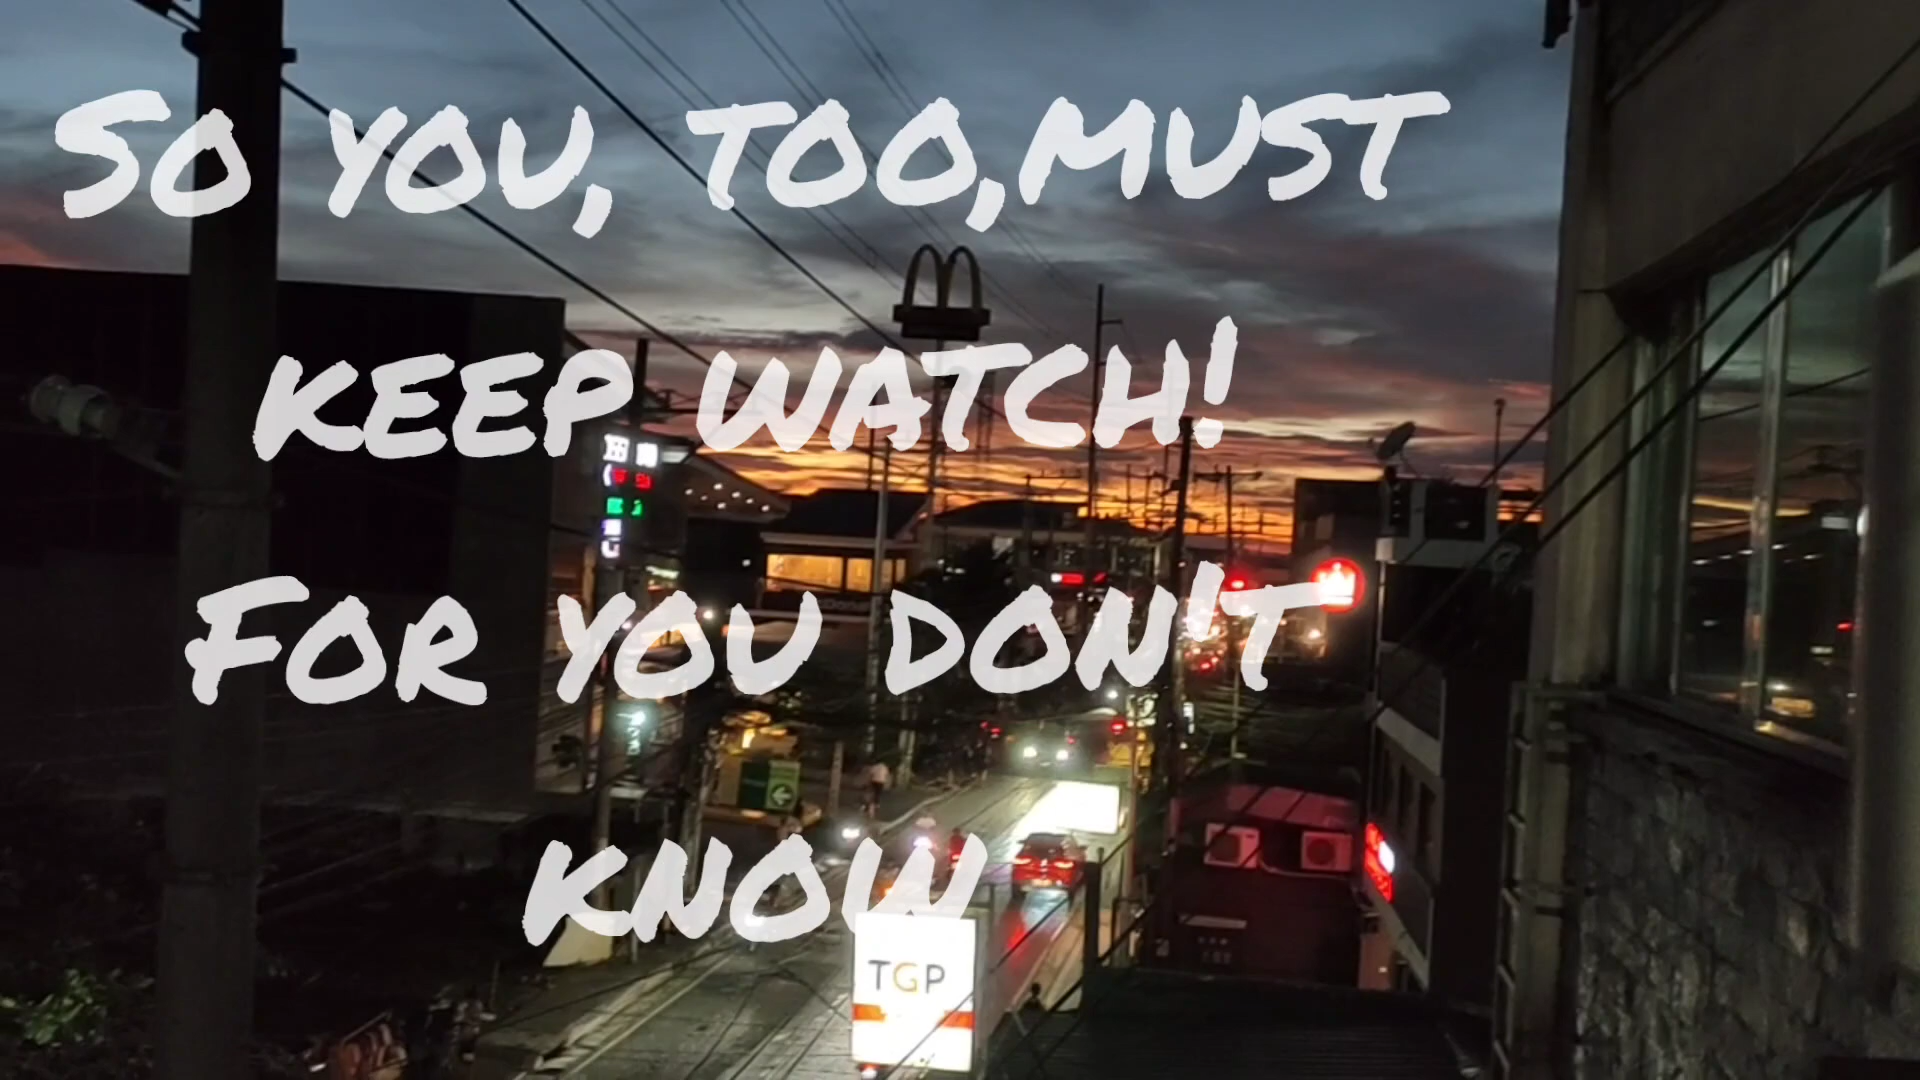 So you, too,must
keep watch!
For you don't
know
TGP